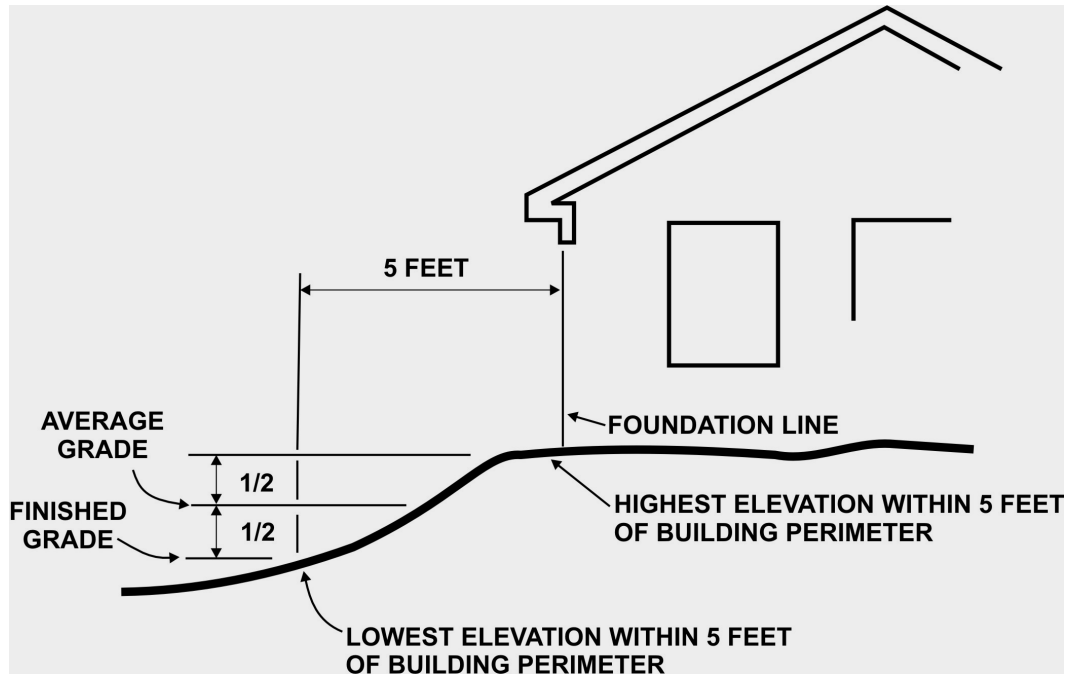 5 FEET
AVERAGE
GRADE
FOUNDATION LINE
1/2
HIGHEST ELEVATION WITHIN 5 FEET
OF BUILDING PERIMETER
FINISHED
GRADE
1/2
LOWEST ELEVATION WITHIN 5 FEET
OF BUILDING PERIMETER